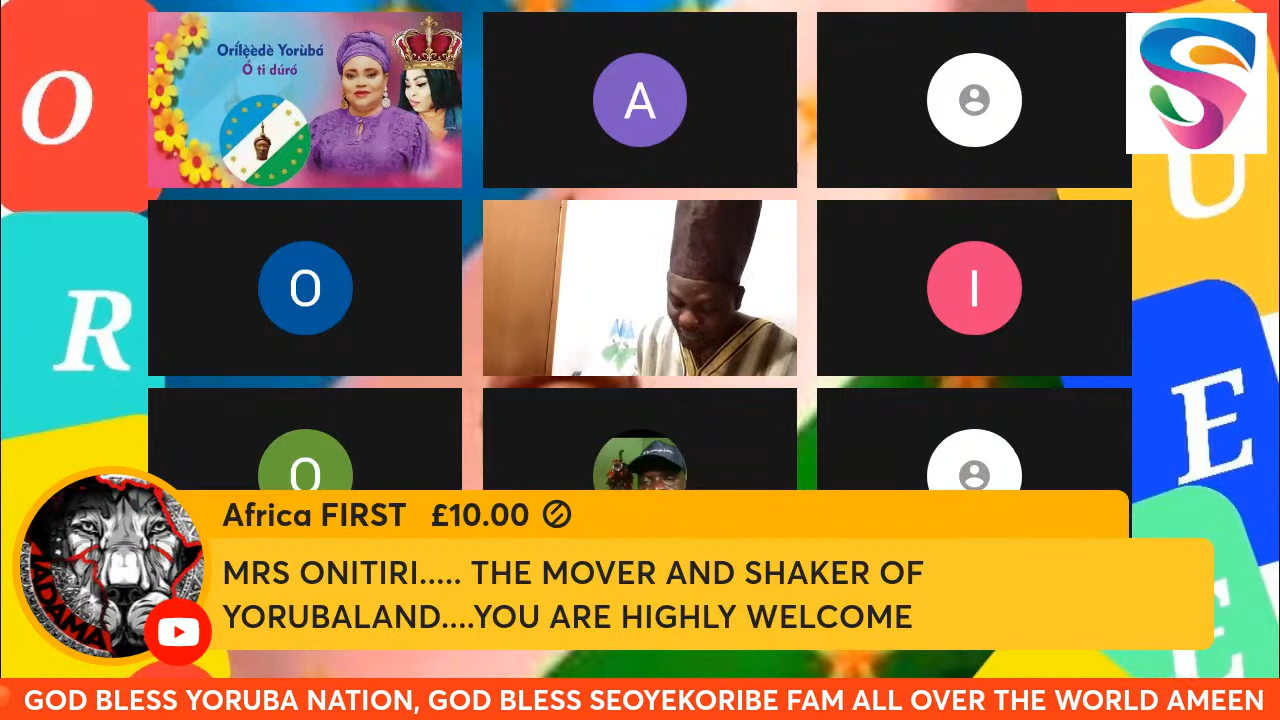 Orílẹ̀èdè Yorùbá
Ó ti dúró
A
O
I
O
O
R
U
E
E
Africa FIRST £10.00
MRS ONITIRI..... THE MOVER AND SHAKER OF
YORUBALAND....YOU ARE HIGHLY WELCOME
JADAMA
GOD BLESS YORUBA NATION, GOD BLESS SEOYEKORIBE FAM ALL OVER THE WORLD AMEEN